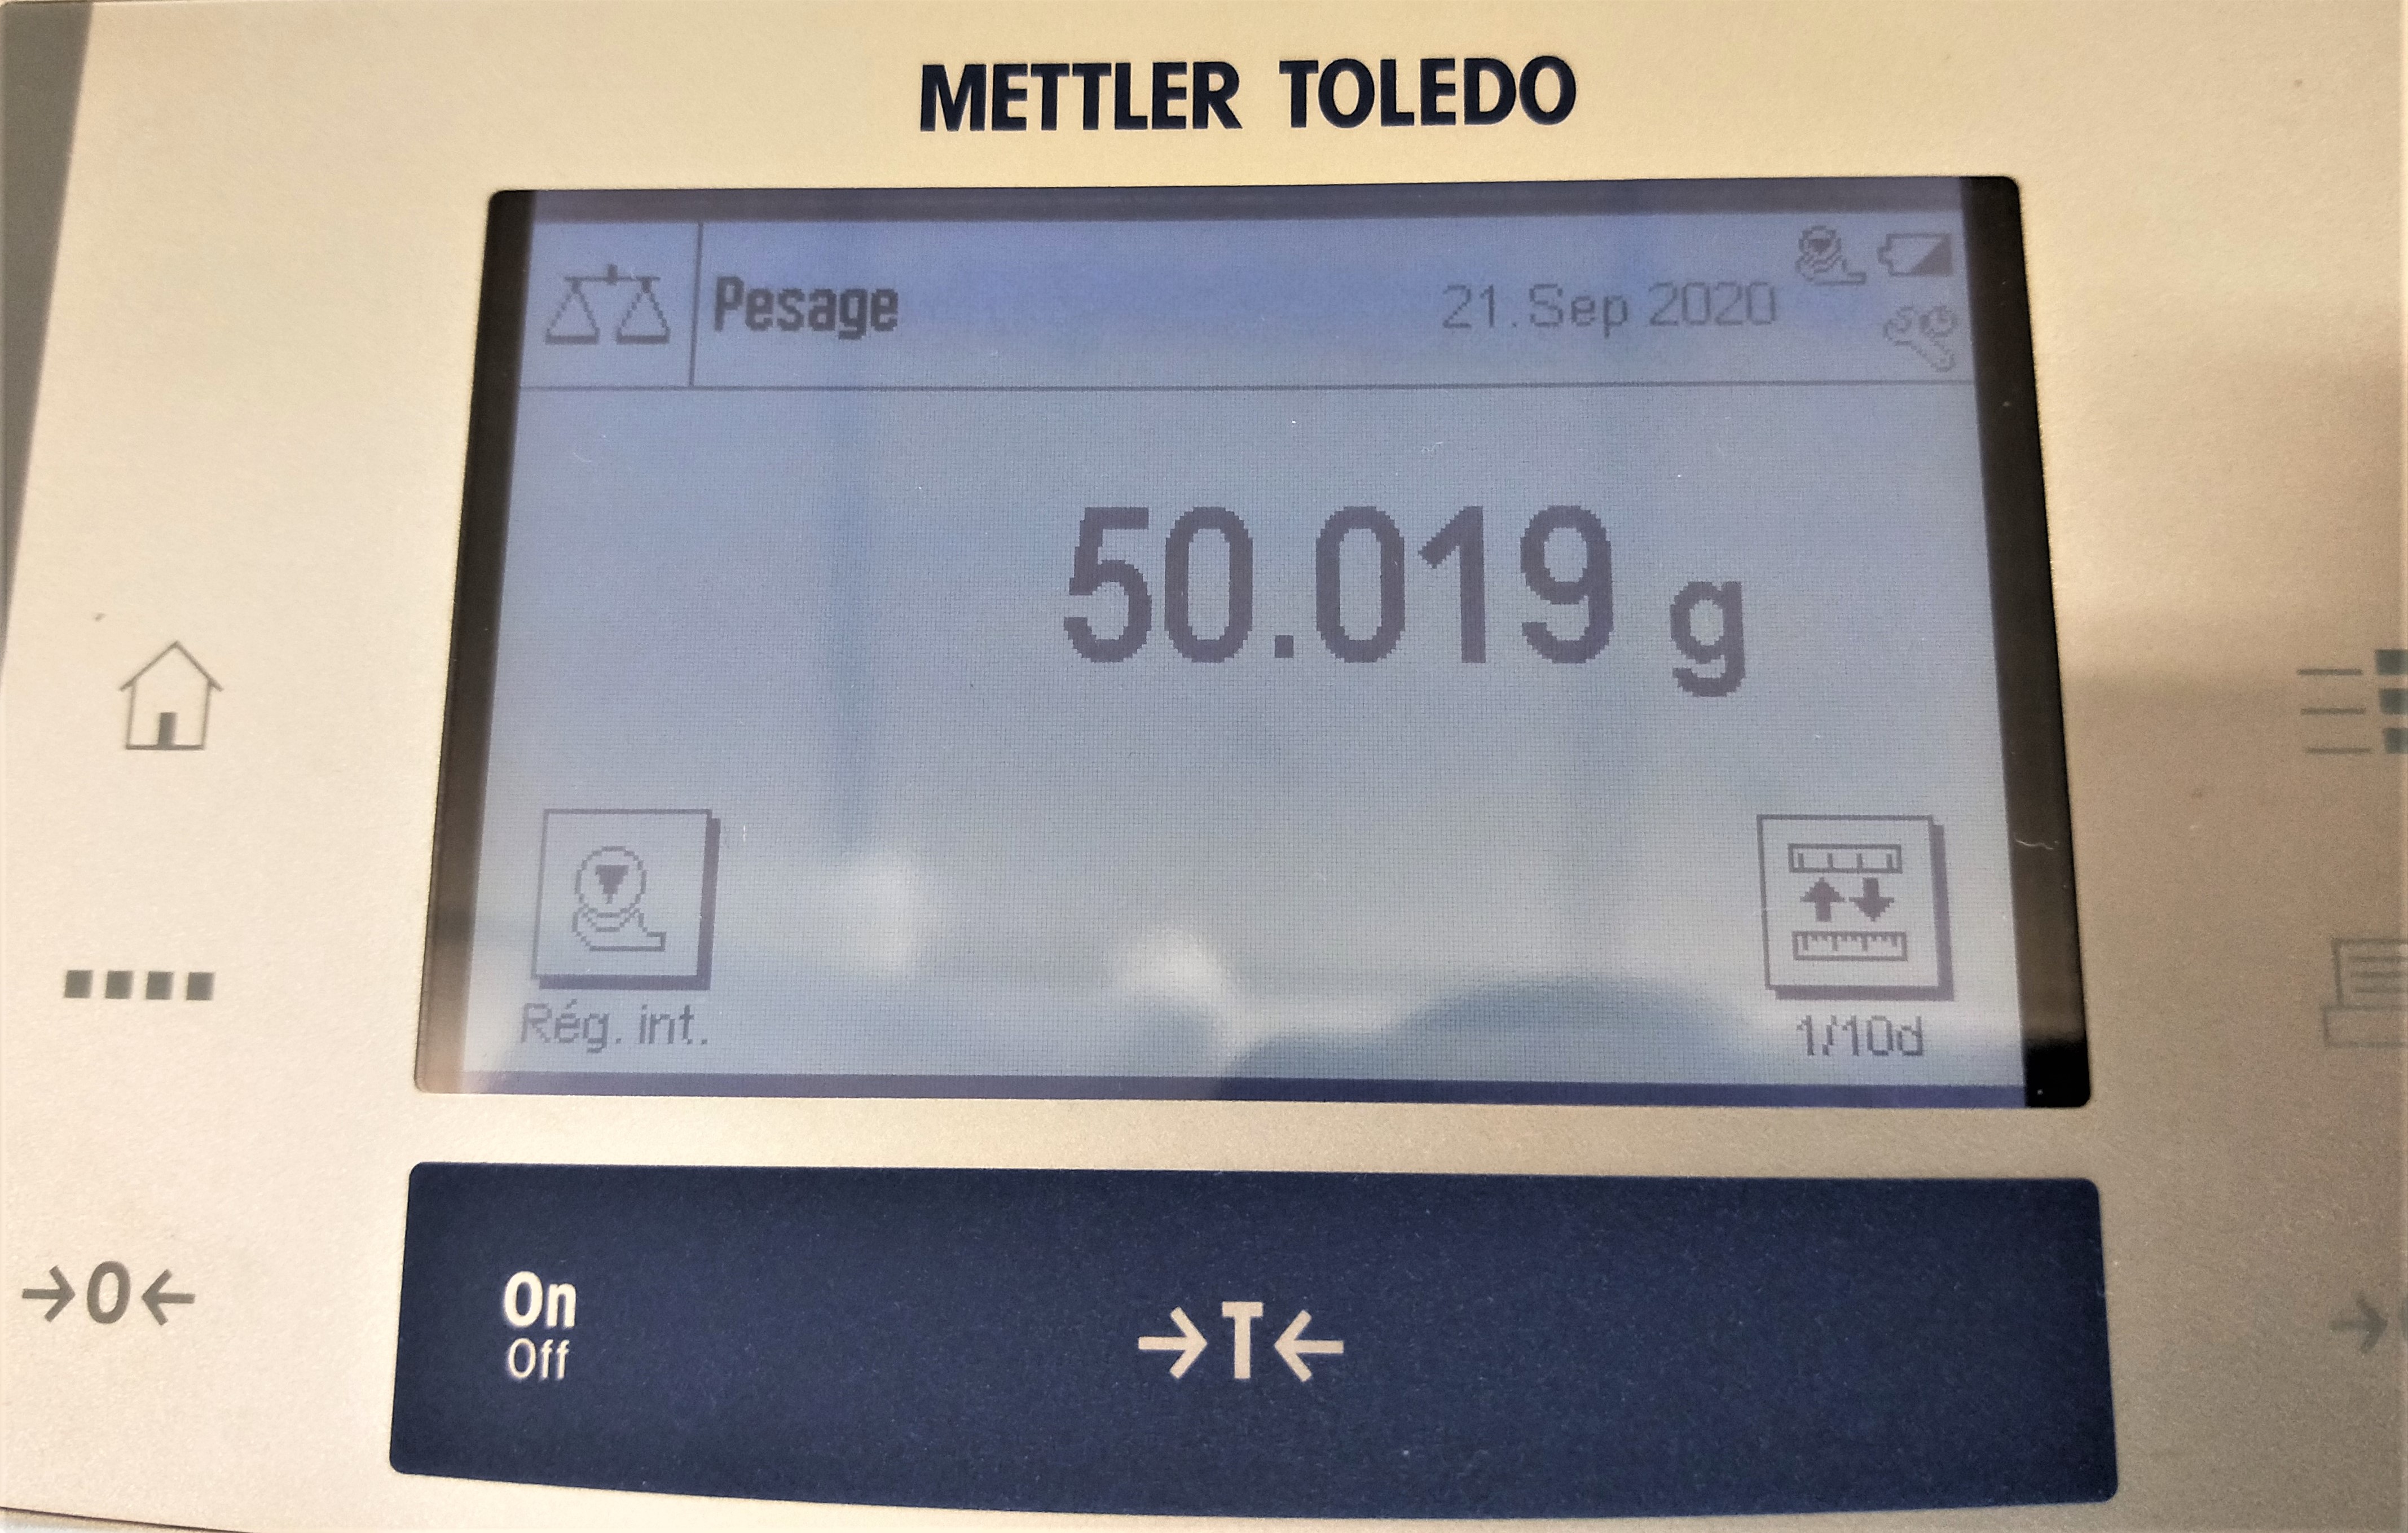 METTLER TOLEDO
Pesage 21.Sep 2020
50.019 g
Rég. int. 1/10d
→0←
On
Off
→T←